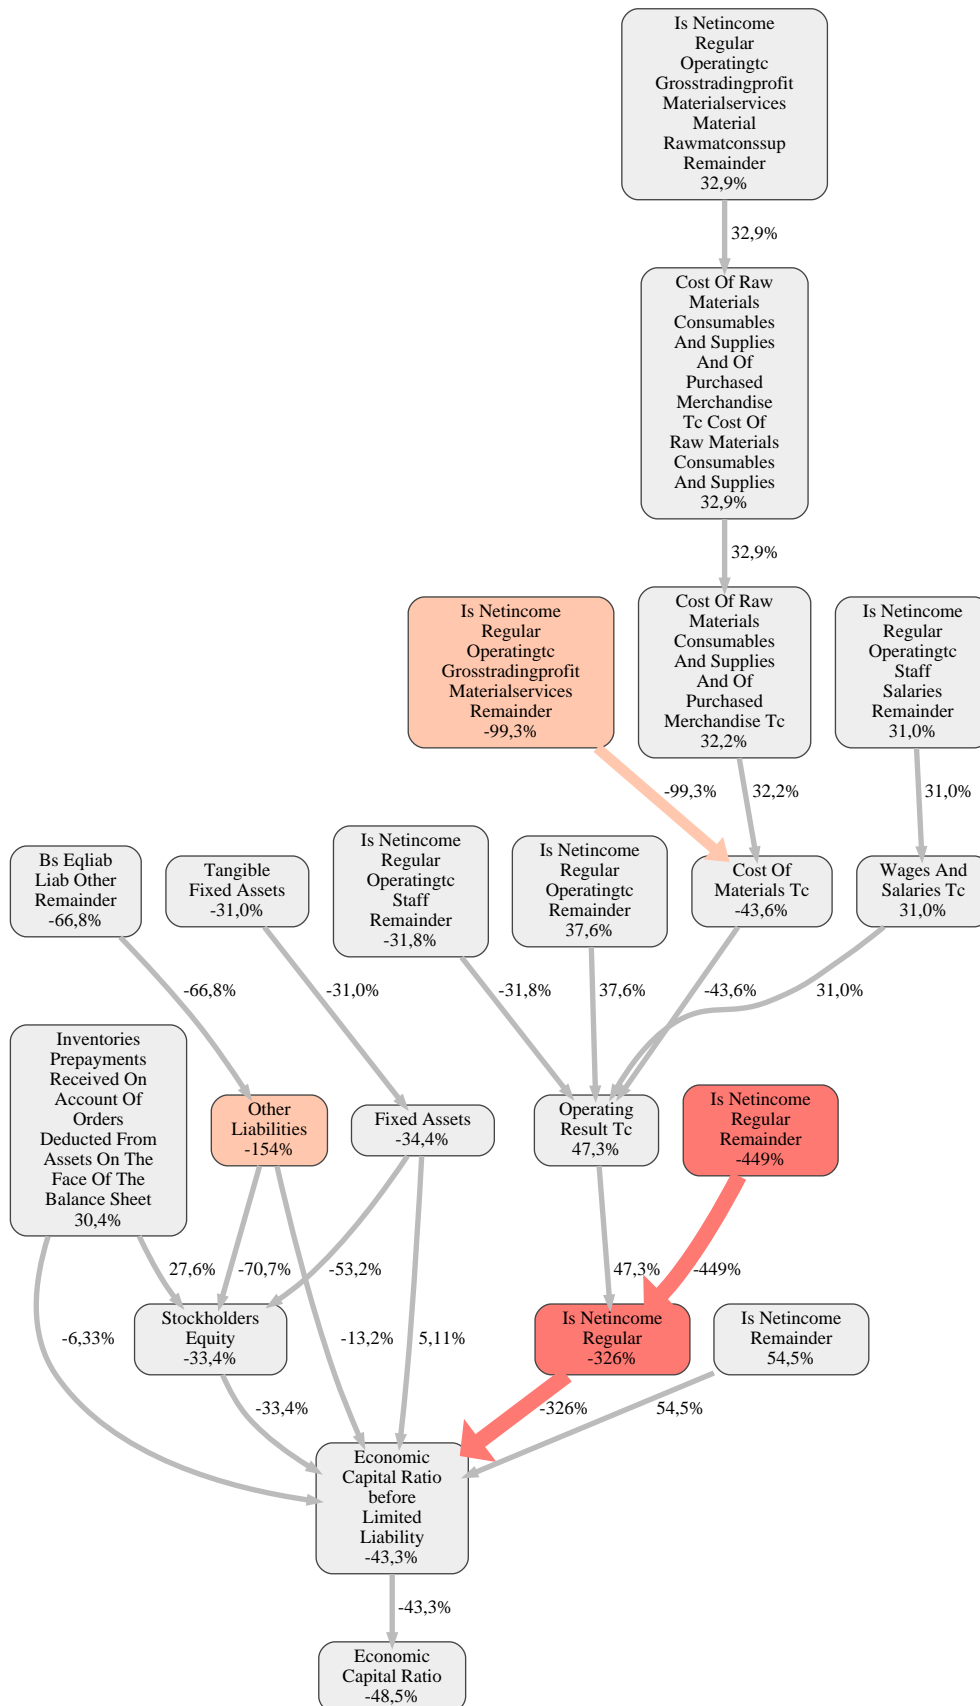 Is Netincome
Regular
Operatingtc
Grosstradingprofit
Materialservices
Material
Rawmatconssup
Remainder
32,9%
32,9%
Cost Of Raw
Materials
Consumables
And Supplies
And Of
Purchased
Merchandise
Tc Cost Of
Raw Materials
Consumables
And Supplies
32,9%
32,9%
Is Netincome
Regular
Operatingtc
Grosstradingprofit
Materialservices
Remainder
-99,3%
Cost Of Raw
Materials
Consumables
And Supplies
And Of
Purchased
Merchandise Tc
32,2%
Is Netincome
Regular
Operatingtc
Staff
Salaries
Remainder
31,0%
-99,3%
32,2%
31,0%
Bs Eqliab
Liab Other
Remainder
-66,8%
Tangible
Fixed Assets
-31,0%
Is Netincome
Regular
Operatingtc
Staff
Remainder
-31,8%
Is Netincome
Regular
Operatingtc
Remainder
37,6%
Cost Of
Materials Tc
-43,6%
Wages And
Salaries Tc
31,0%
-66,8%
-31,0%
-31,8%
37,6%
-43,6%
31,0%
Inventories
Prepayments
Received On
Account Of
Orders
Deducted From
Assets On The
Face Of The
Balance Sheet
30,4%
Other
Liabilities
-154%
Fixed Assets
-34,4%
Operating
Result Tc
47,3%
Is Netincome
Regular
Remainder
-449%
27,6%
-70,7%
-53,2%
47,3%
-449%
Stockholders
Equity
-33,4%
-6,33%
-13,2%
5,11%
Is Netincome
Regular
-326%
Is Netincome
Remainder
54,5%
-33,4%
-326%
54,5%
Economic
Capital Ratio
before
Limited
Liability
-43,3%
-43,3%
Economic
Capital Ratio
-48,5%